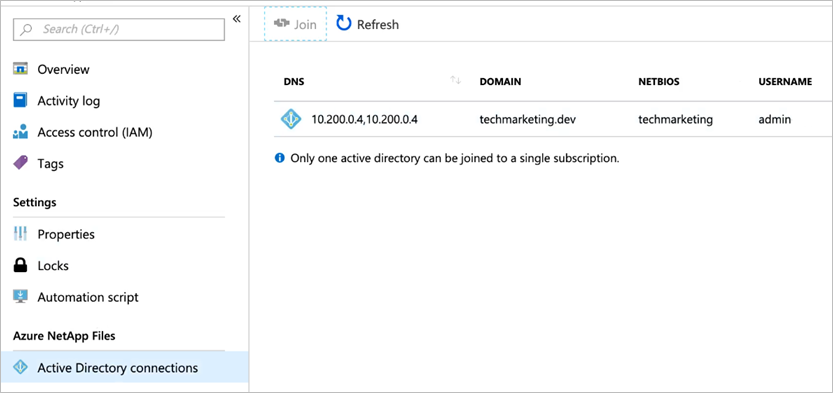 Search (Ctrl+/)
«
Overview
Activity log
Access control (IAM)
Tags
Settings
Properties
Locks
Automation script
Azure NetApp Files
Active Directory connections
Join Refresh
DNS DOMAIN NETBIOS USERNAME
10.200.0.4,10.200.0.4 techmarketing.dev techmarketing admin
Only one active directory can be joined to a single subscription.